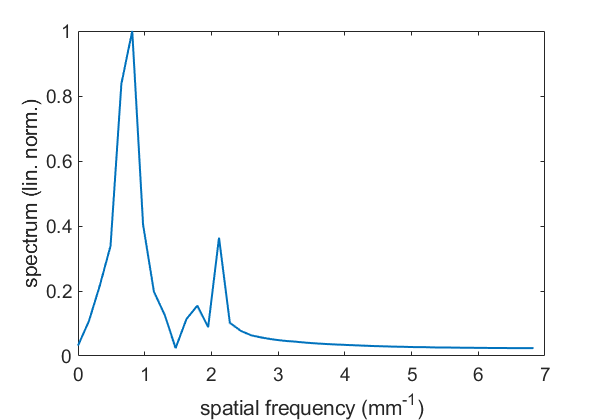 spectrum (lin. norm.)
1
0.8
0.6
0.4
0.2
0
0 1 2 3 4 5 6 7
spatial frequency (mm⁻¹)